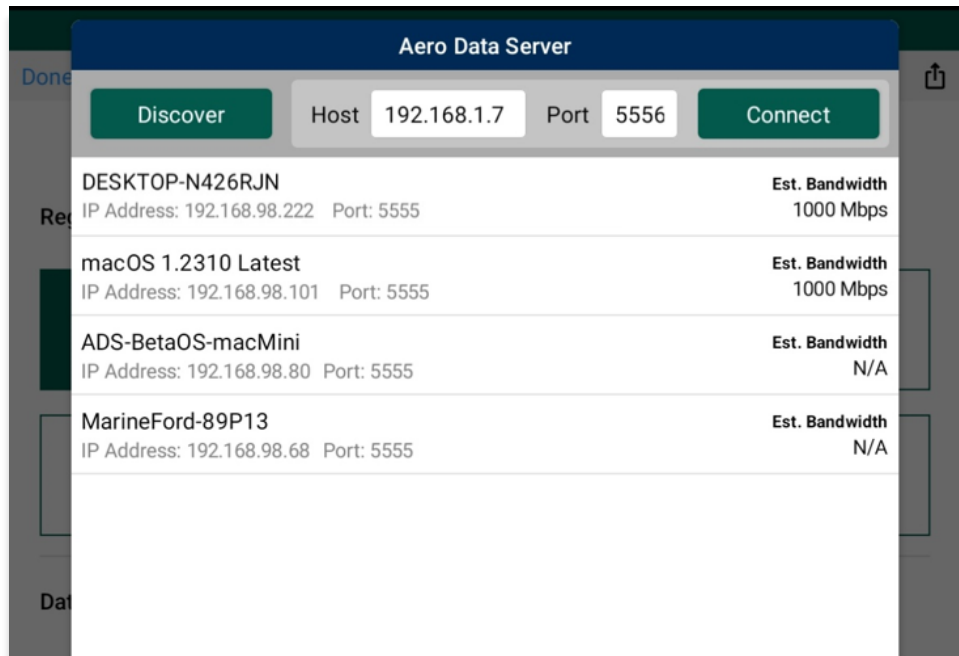 Aero Data Server
Done
Discover Host 192.168.1.7 Port 5556 Connect
DESKTOP-N426RJN Est. Bandwidth
IP Address: 192.168.98.222 Port: 5555 1000 Mbps
macOS 1.2310 Latest Est. Bandwidth
IP Address: 192.168.98.101 Port: 5555 1000 Mbps
ADS-BetaOS-macMini Est. Bandwidth
IP Address: 192.168.98.80 Port: 5555 N/A
MarineFord-89P13 Est. Bandwidth
IP Address: 192.168.98.68 Port: 5555 N/A